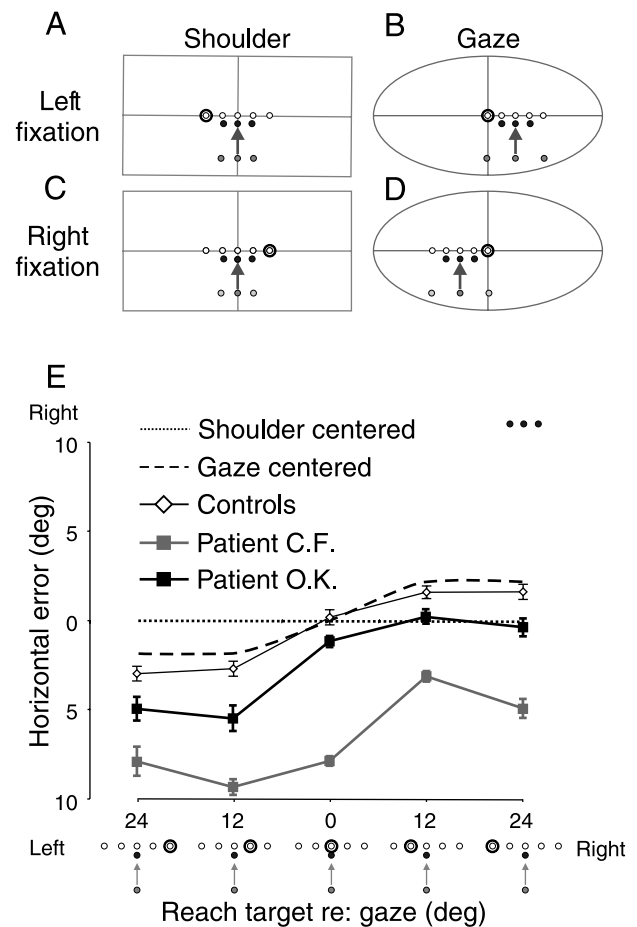 A
B
Shoulder
Gaze
Left
fixation
C
D
Right
fixation
E
Right
10
5
0
5
10
Horizontal error (deg)
Shoulder centered
Gaze centered
Controls
Patient C.F.
Patient O.K.
24 12 0 12 24
Left
Right
Reach target re: gaze (deg)